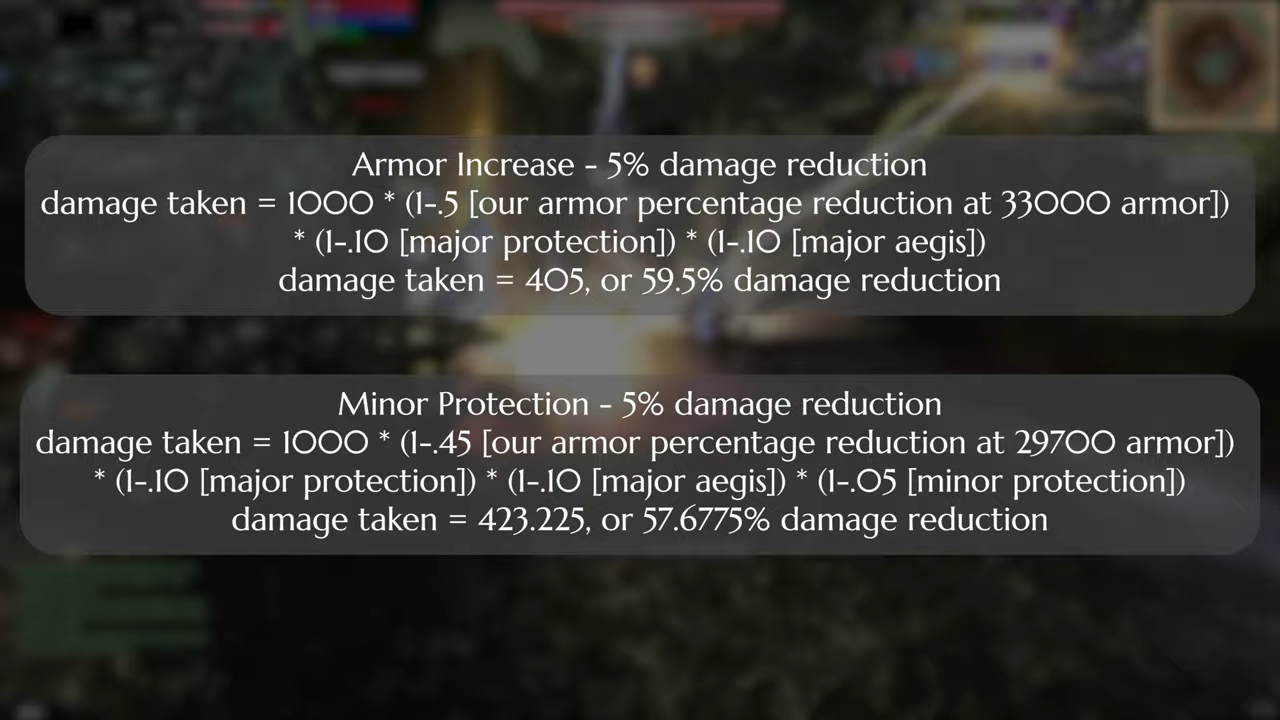 Armor Increase - 5% damage reduction
damage taken = 1000 * (1-.5 [our armor percentage reduction at 33000 armor])
* (1-.10 [major protection]) * (1-.10 [major aegis])
damage taken = 405, or 59.5% damage reduction
Minor Protection - 5% damage reduction
damage taken = 1000 * (1-.45 [our armor percentage reduction at 29700 armor])
* (1-.10 [major protection]) * (1-.10 [major aegis]) * (1-.05 [minor protection])
damage taken = 423.225, or 57.6775% damage reduction